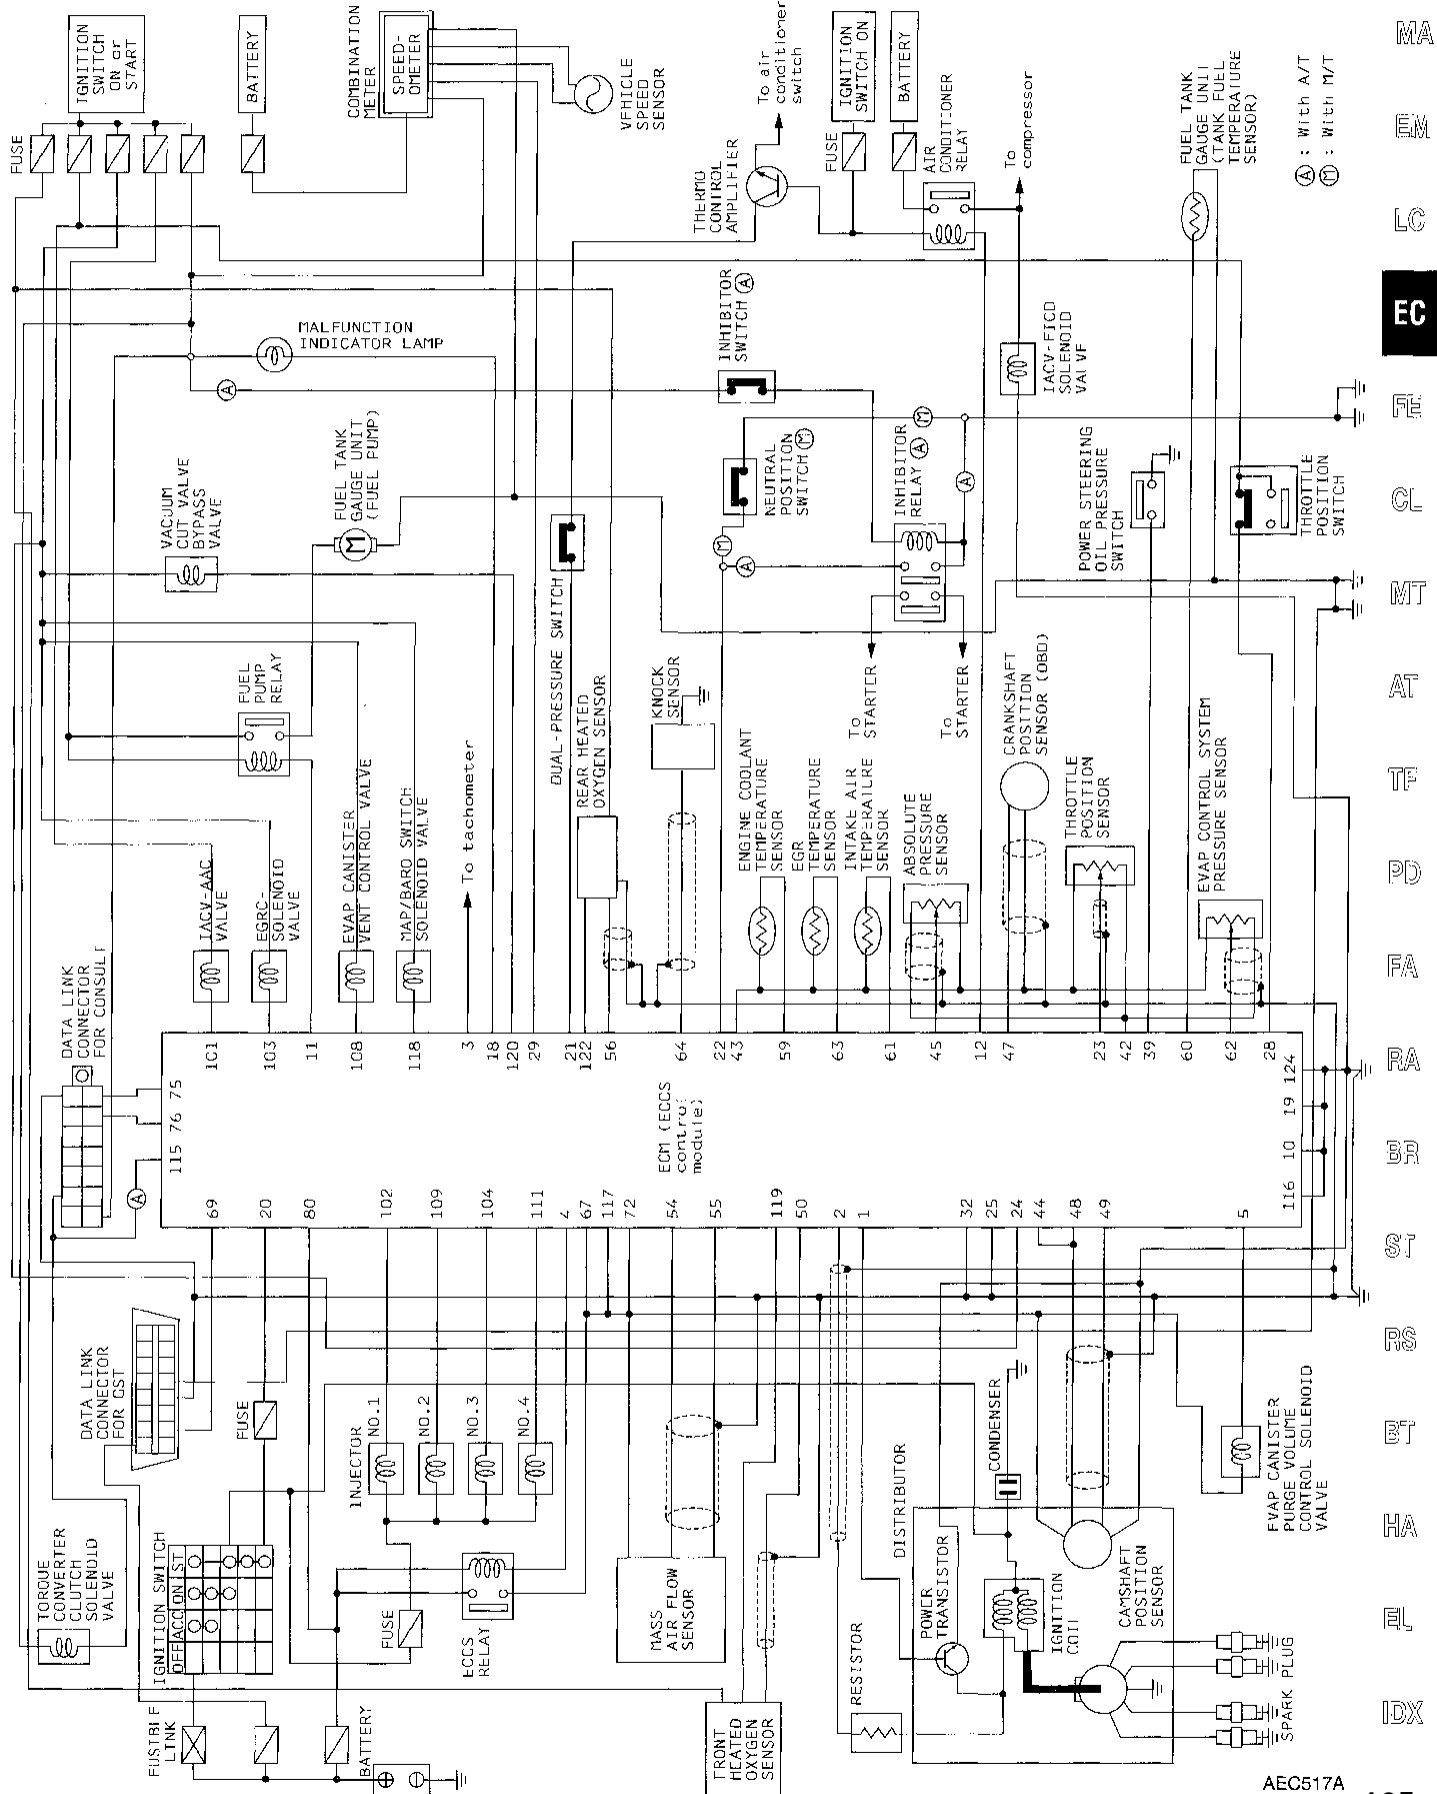 IGNITION
SWITCH
ON or
START
BATTERY
COMBINATION
METER
SPEED-
OMETER
VEHICLE
SPEED
SENSOR
To air
conditioner
switch
IGNITION
SWITCH ON
BATTERY
FUSE
FUSE
THERMO
CONTROL
AMPLIFIER
AIR
CONDITIONER
RELAY
To
compressor
FUEL TANK
GAUGE UNIT
(TANK FUEL
TEMPERATURE
SENSOR)
A : With A/T
M : With M/T
MALFUNCTION
INDICATOR LAMP
A
INHIBITOR
SWITCH A
IACV-FICD
SOLENOID
VALVE
VACUUM
CUT VALVE
BYPASS
VALVE
FUEL TANK
GAUGE UNIT
(FUEL PUMP)
M
NEUTRAL
POSITION
SWITCH M
INHIBITOR
RELAY A
M
A
M
A
POWER STEERING
OIL PRESSURE
SWITCH
THROTTLE
POSITION
SWITCH
DUAL-PRESSURE SWITCH
FUEL
PUMP
RELAY
REAR HEATED
OXYGEN SENSOR
KNOCK
SENSOR
To
STARTER
To
STARTER
CRANKSHAFT
POSITION
SENSOR (OBD)
To tachometer
ENGINE COOLANT
TEMPERATURE
SENSOR
EGR
TEMPERATURE
SENSOR
INTAKE AIR
TEMPERATURE
SENSOR
ABSOLUTE
PRESSURE
SENSOR
THROTTLE
POSITION
SENSOR
EVAP CONTROL SYSTEM
PRESSURE SENSOR
IACV-AAC
VALVE
EGRC-
SOLENOID
VALVE
EVAP CANISTER
VENT CONTROL VALVE
MAP/BARO SWITCH
SOLENOID VALVE
DATA LINK
CONNECTOR
FOR CONSULT
101 103 11 108 118 3 18 120 29 21 122 56 64 22 43 59 63 61 45 12 47 23 42 39 60 62 28
75
76
115
A
ECM (ECCS
control
module)
124
19
10
116
69 20 80 102 109 104 111 4 67 117 72 54 55 119 50 2 1 32 25 24 44 48 49 5
DATA LINK
CONNECTOR
FOR GST
FUSE
INJECTOR
NO.1
NO.2
NO.3
NO.4
CONDENSER
DISTRIBUTOR
EVAP CANISTER
PURGE VOLUME
CONTROL SOLENOID
VALVE
TORQUE
CONVERTER
CLUTCH
SOLENOID
VALVE
IGNITION SWITCH
OFF ACC ON ST
FUSE
ECCS
RELAY
MASS
AIR FLOW
SENSOR
RESISTOR
POWER
TRANSISTOR
IGNITION
COIL
CAMSHAFT
POSITION
SENSOR
FUSIBLE
LINK
BATTERY
FRONT
HEATED
OXYGEN
SENSOR
SPARK PLUG
AEC517A
MA
EM
LC
EC
FE
CL
MT
AT
TF
PD
FA
RA
BR
ST
RS
BT
HA
EL
IDX